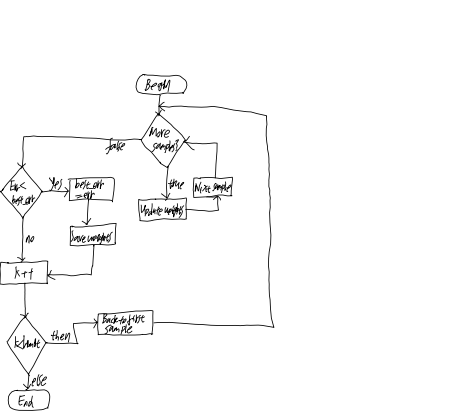 Begin
More
samples?
false
true
Next sample
Update weights
Err <
best_err
Yes
best_err
= err
Save weights
no
k++
k<limit
then
Back to first
sample
else
End